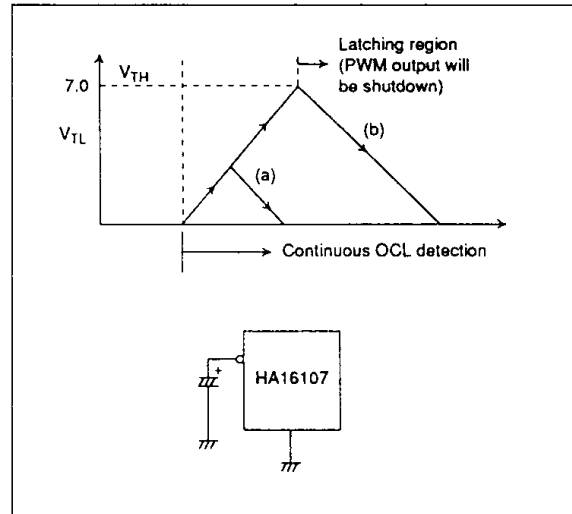 Latching region
(PWM output will
be shutdown)
V_TH
7.0
V_TL
(b)
(a)
Continuous OCL detection
+
HA16107